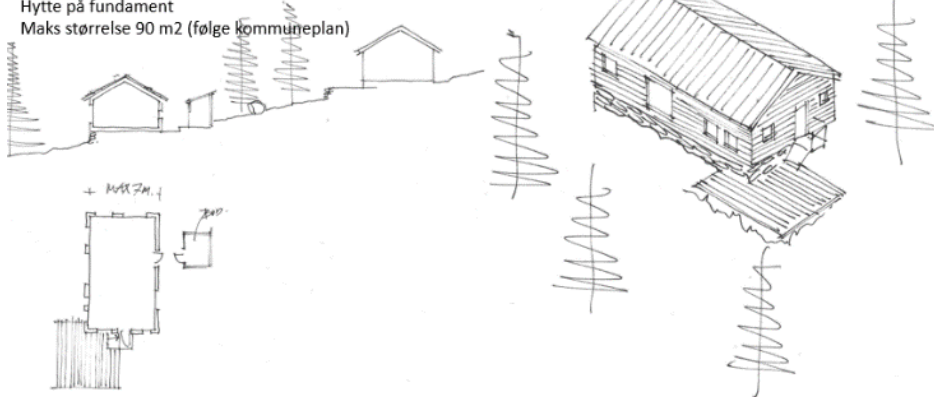 Hytte på fundament
Maks størrelse 90 m2 (følge kommuneplan)
MAX 7M.
BOD.